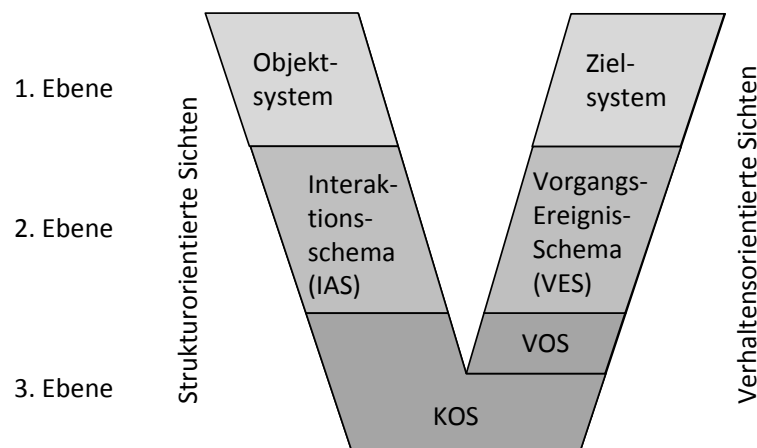 1. Ebene
2. Ebene
3. Ebene
Strukturorientierte Sichten
Objekt-
system
Ziel-
system
Interak-
tions-
schema
(IAS)
Vorgangs-
Ereignis-
Schema
(VES)
VOS
KOS
Verhaltensorientierte Sichten